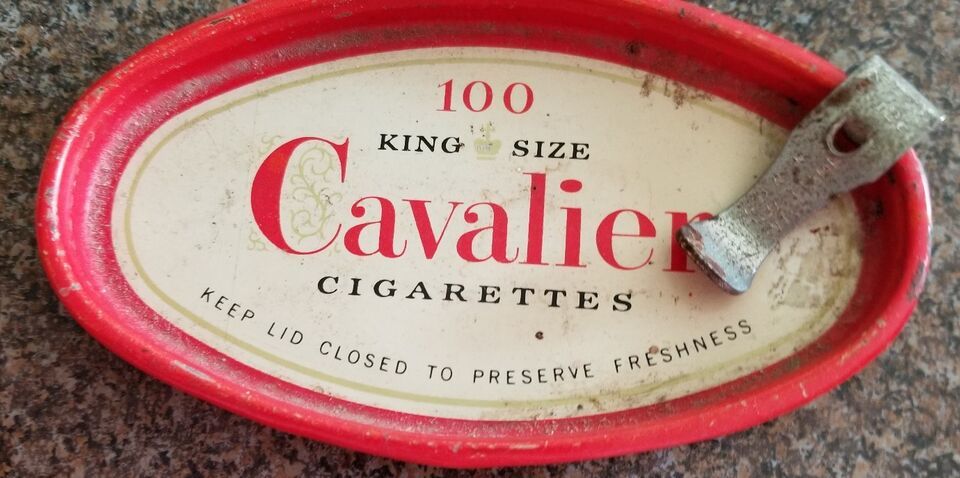 100
KING SIZE
Cavalier
CIGARETTES
KEEP LID CLOSED TO PRESERVE FRESHNESS